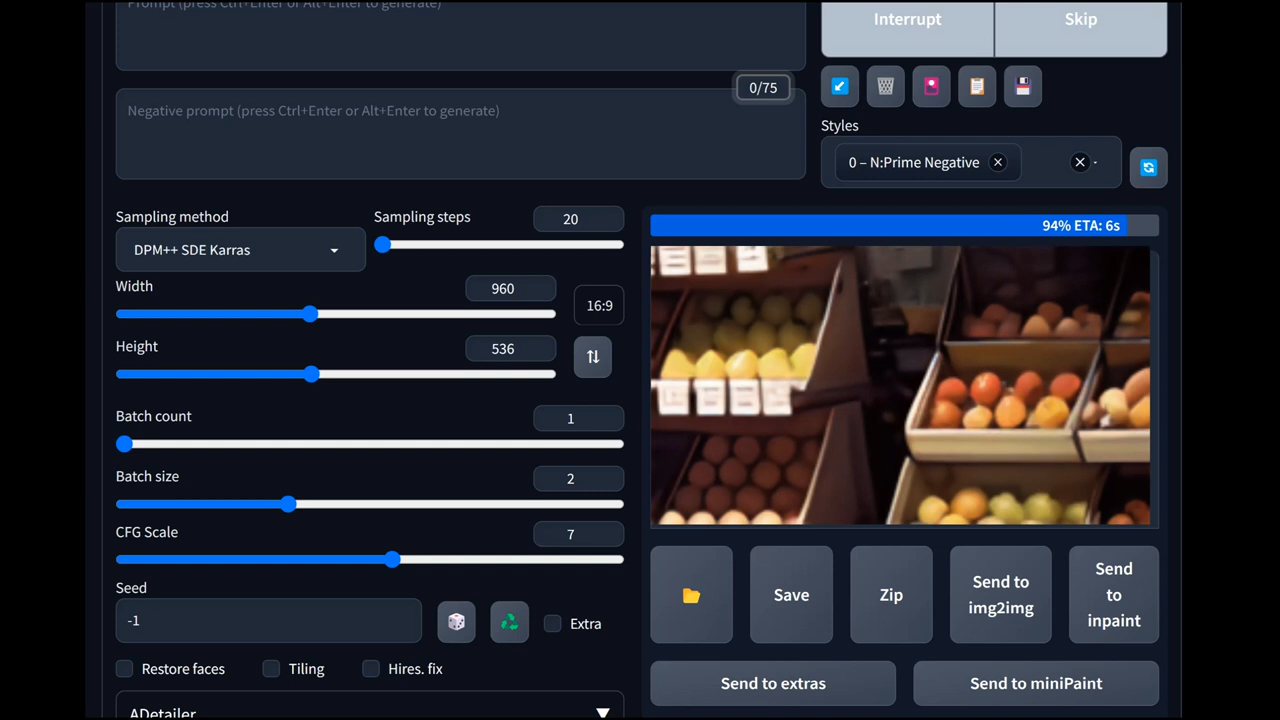 Prompt (press Ctrl+Enter or Alt+Enter to generate)
Interrupt
Skip
0/75
Negative prompt (press Ctrl+Enter or Alt+Enter to generate)
Styles
0 – N:Prime Negative
Sampling method
Sampling steps
20
DPM++ SDE Karras
94% ETA: 6s
Width
960
16:9
Height
536
Batch count
1
Batch size
2
CFG Scale
7
Seed
-1
Extra
Restore faces
Tiling
Hires. fix
ADetailer
Save
Zip
Send to img2img
Send to inpaint
Send to extras
Send to miniPaint